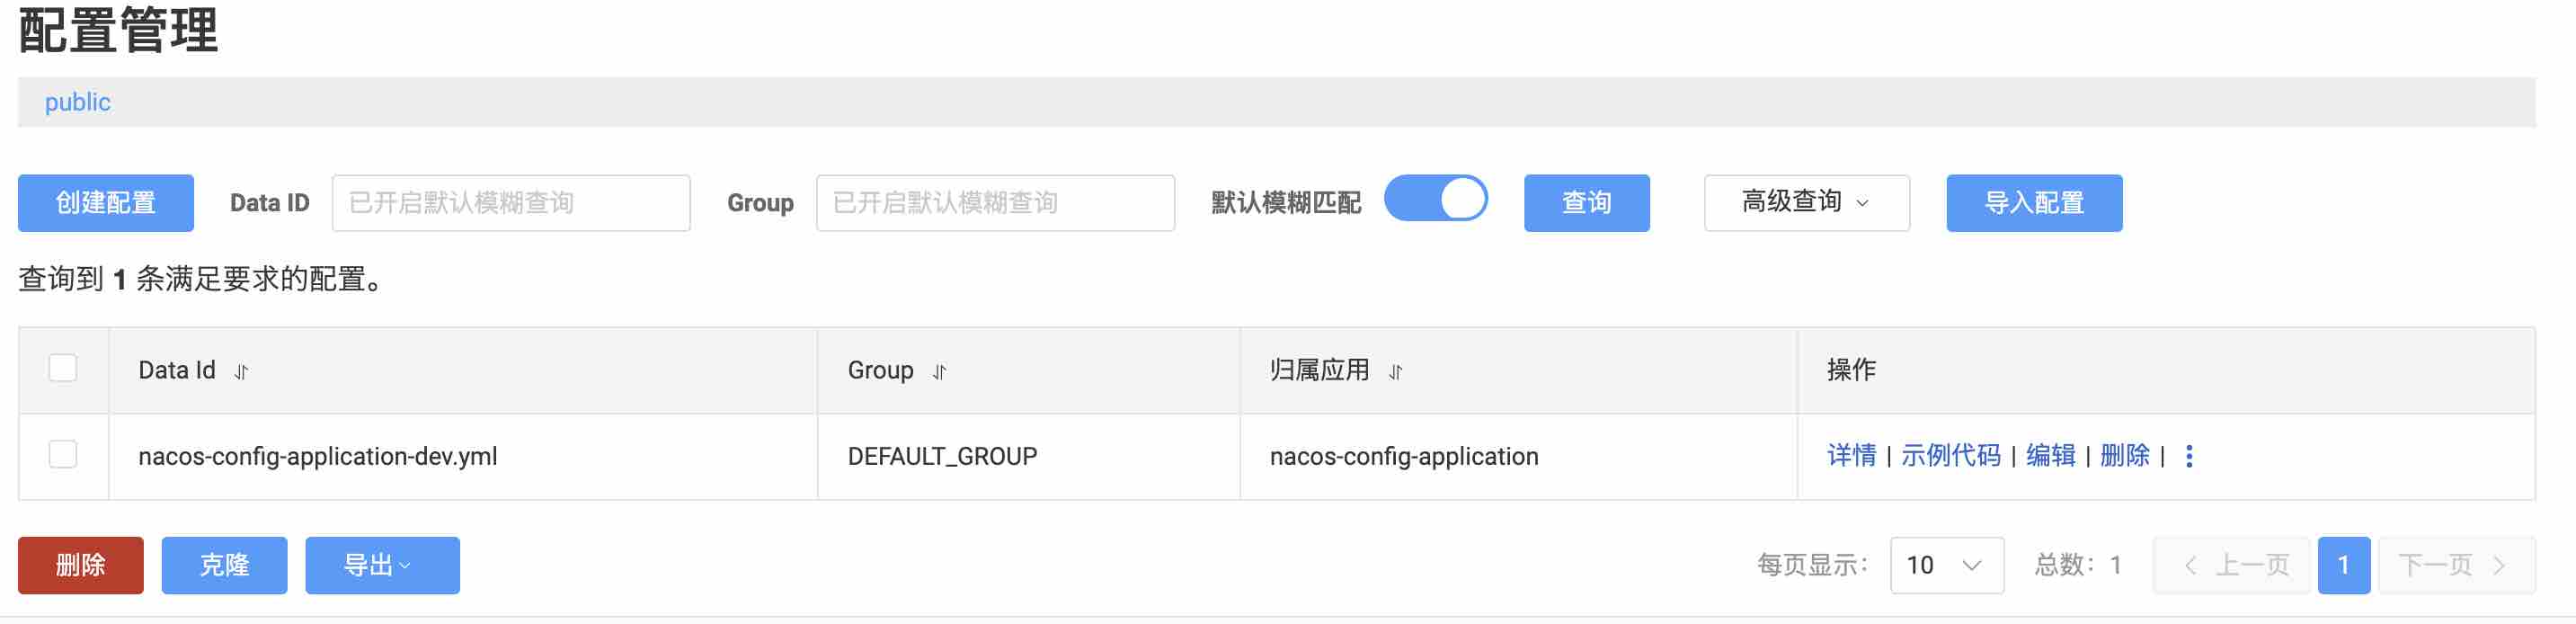 配置管理
public
创建配置 Data ID 已开启默认模糊查询 Group 已开启默认模糊查询 默认模糊匹配 查询 高级查询 导入配置
查询到 1 条满足要求的配置。
Data Id Group 归属应用 操作
nacos-config-application-dev.yml DEFAULT_GROUP nacos-config-application 详情 | 示例代码 | 编辑 | 删除 |
删除 克隆 导出 每页显示： 10 总数：1 上一页 1 下一页